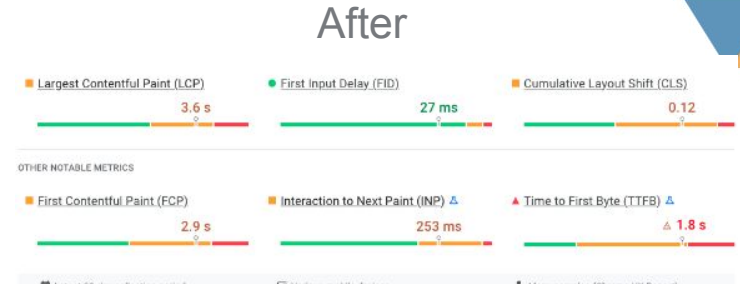 After
Largest Contentful Paint (LCP)
3.6 s
First Input Delay (FID)
27 ms
Cumulative Layout Shift (CLS)
0.12
OTHER NOTABLE METRICS
First Contentful Paint (FCP)
2.9 s
Interaction to Next Paint (INP)
253 ms
Time to First Byte (TTFB)
1.8 s